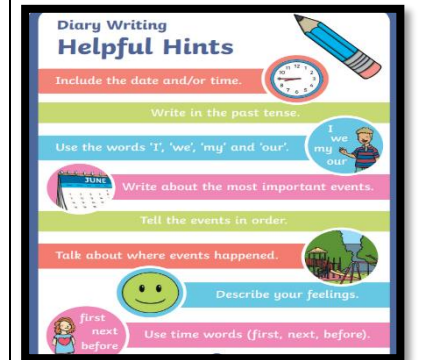 Diary Writing
Helpful Hints
Include the date and/or time.
Write in the past tense.
Use the words 'I', 'we', 'my' and 'our'.
I
we
my
our
JUNE
Write about the most important events.
Tell the events in order.
Talk about where events happened.
Describe your feelings.
first
next
before
Use time words (first, next, before).